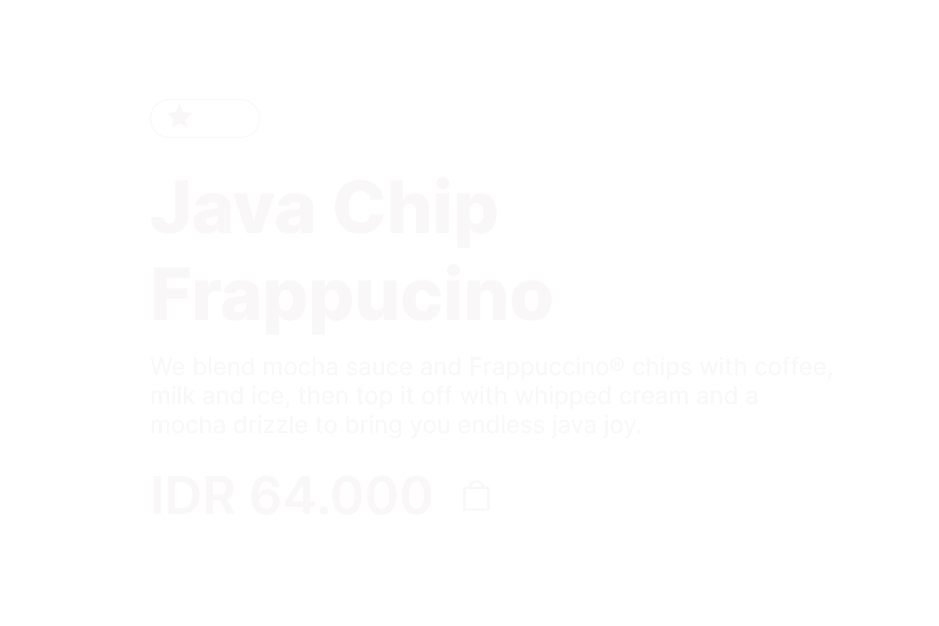 Java Chip
Frappucino
We blend mocha sauce and Frappuccino® chips with coffee,
milk and ice, then top it off with whipped cream and a
mocha drizzle to bring you endless java joy.
IDR 64.000